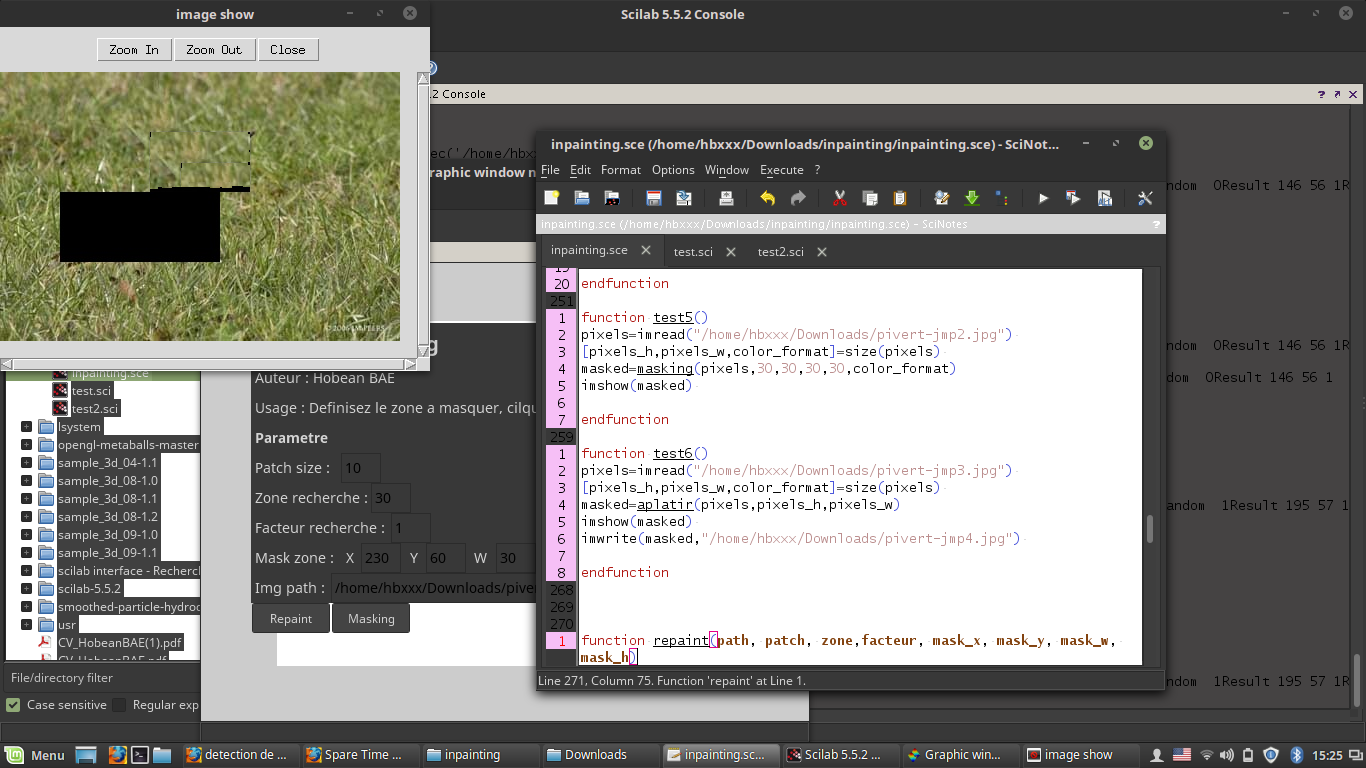 image show
Scilab 5.5.2 Console
Zoom In
Zoom Out
Close
.2 Console
ec('/home/hbx
raphic window n
© 2006 JMPEERS
inpainting.sce (/home/hbxxx/Downloads/inpainting/inpainting.sce) - SciNot...
File Edit Format Options Window Execute ?
inpainting.sce (/home/hbxxx/Downloads/inpainting/inpainting.sce) - SciNotes
?
inpainting.sce
test.sci
test2.sci
19
20 endfunction
251
1 function test5()
2 pixels=imread("/home/hbxxx/Downloads/pivert-jmp2.jpg")
3 [pixels_h,pixels_w,color_format]=size(pixels)
4 masked=masking(pixels,30,30,30,30,color_format)
5 imshow(masked)
6
7 endfunction
259
1 function test6()
2 pixels=imread("/home/hbxxx/Downloads/pivert-jmp3.jpg")
3 [pixels_h,pixels_w,color_format]=size(pixels)
4 masked=aplatir(pixels,pixels_h,pixels_w)
5 imshow(masked)
6 imwrite(masked,"/home/hbxxx/Downloads/pivert-jmp4.jpg")
7
8 endfunction
268
269
270
1 function repaint(path, patch, zone,facteur, mask_x, mask_y, mask_w,
mask_h)
Line 271, Column 75. Function 'repaint' at Line 1.
ndom 0Result 146 56 1R
ndom 0Result 146 56 1R
dom 0Result 146 56 1
andom 1Result 195 57 1
ndom 1Result 57 1R
inpainting.sce
test.sci
test2.sci
lsystem
opengl-metaballs-master
sample_3d_04-1.1
sample_3d_08-1.0
sample_3d_08-1.1
sample_3d_08-1.2
sample_3d_09-1.0
sample_3d_09-1.1
scilab interface - Recherch
scilab-5.5.2
smoothed-particle-hydroc
usr
CV_HobeanBAE(1).pdf
CV_HobeanBAE.pdf
File/directory filter
Case sensitive
Regular exp
g
Auteur : Hobean BAE
Usage : Definisez le zone a masquer, cilqu
Parametre
Patch size : 10
Zone recherche : 30
Facteur recherche : 1
Mask zone : X 230 Y 60 W 30
Img path : /home/hbxxx/Downloads/pive
Repaint
Masking
Menu
detection de ...
Spare Time ...
inpainting
Downloads
inpainting.sc...
Scilab 5.5.2 ...
Graphic win...
image show
15:25